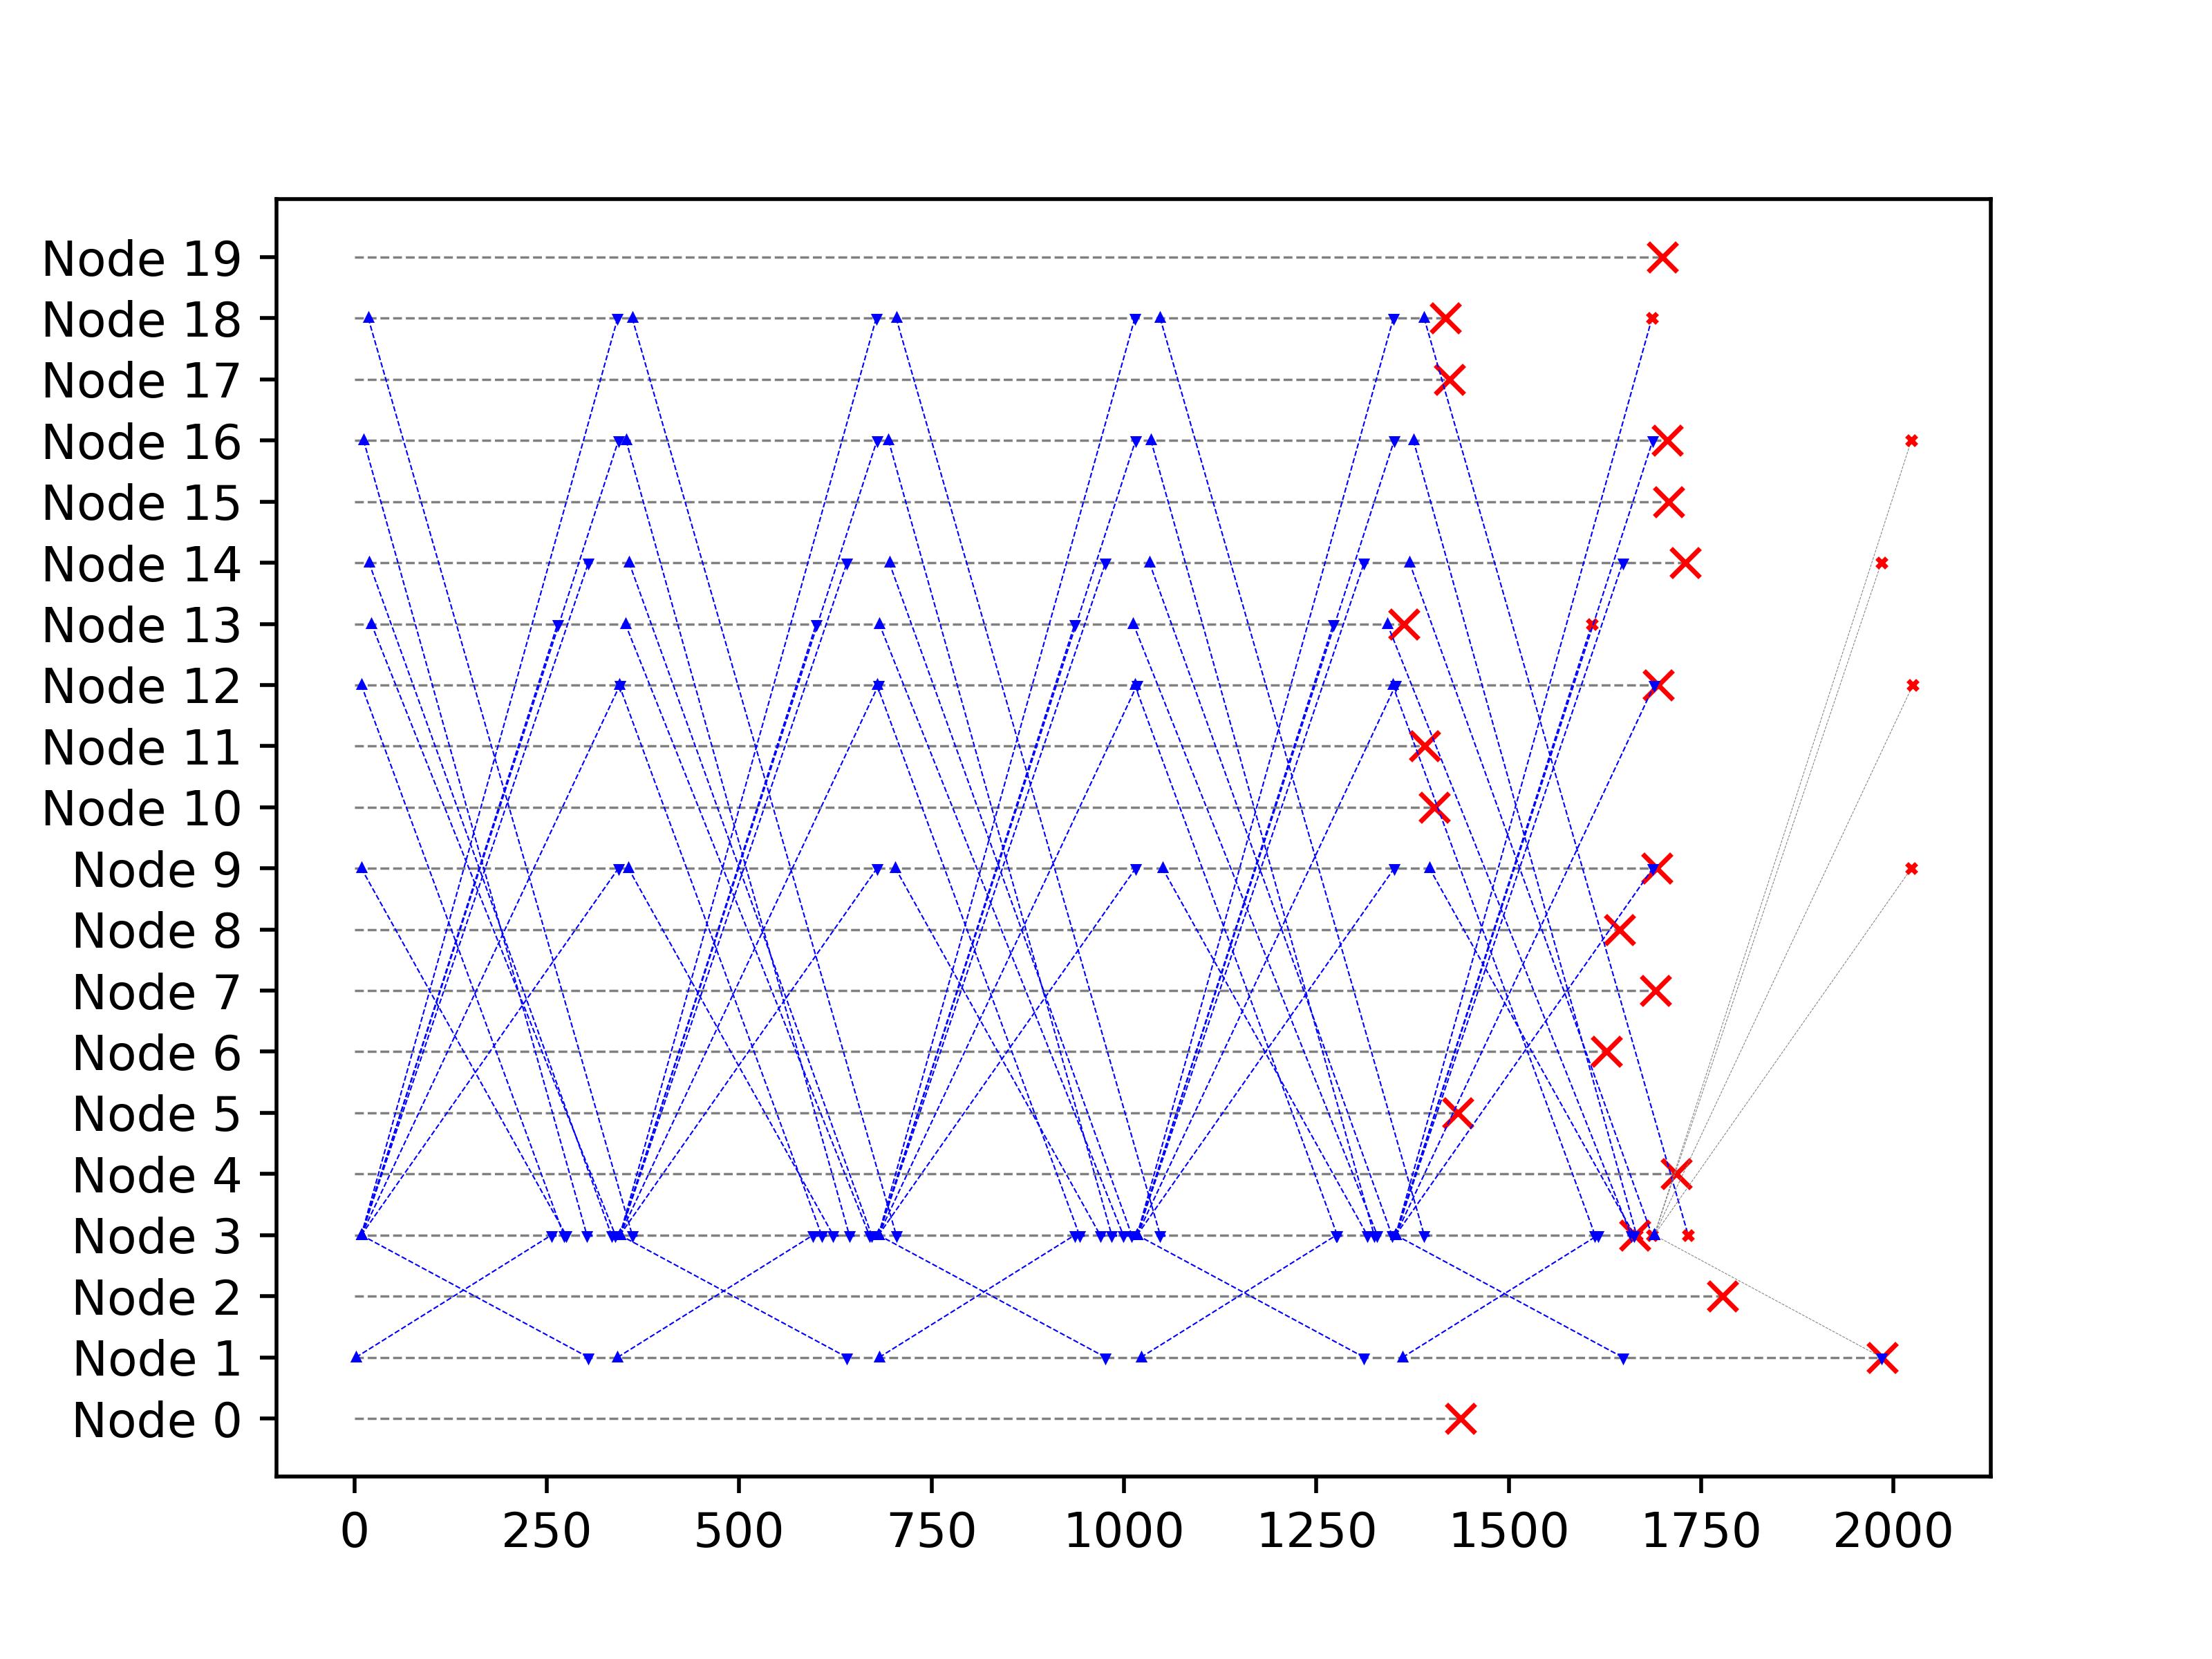 Node 19
Node 18
Node 17
Node 16
Node 15
Node 14
Node 13
Node 12
Node 11
Node 10
Node 9
Node 8
Node 7
Node 6
Node 5
Node 4
Node 3
Node 2
Node 1
Node 0
0 250 500 750 1000 1250 1500 1750 2000